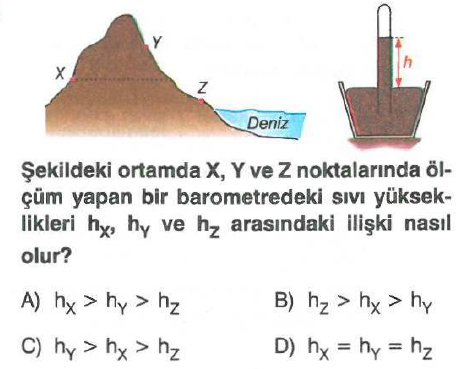 Y
X
Z
Deniz
h
Şekildeki ortamda X, Y ve Z noktalarında öl-
çüm yapan bir barometredeki sıvı yüksek-
likleri hX, hY ve hZ arasındaki ilişki nasıl
olur?
A) hX > hY > hZ
B) hZ > hX > hY
C) hY > hX > hZ
D) hX = hY = hZ